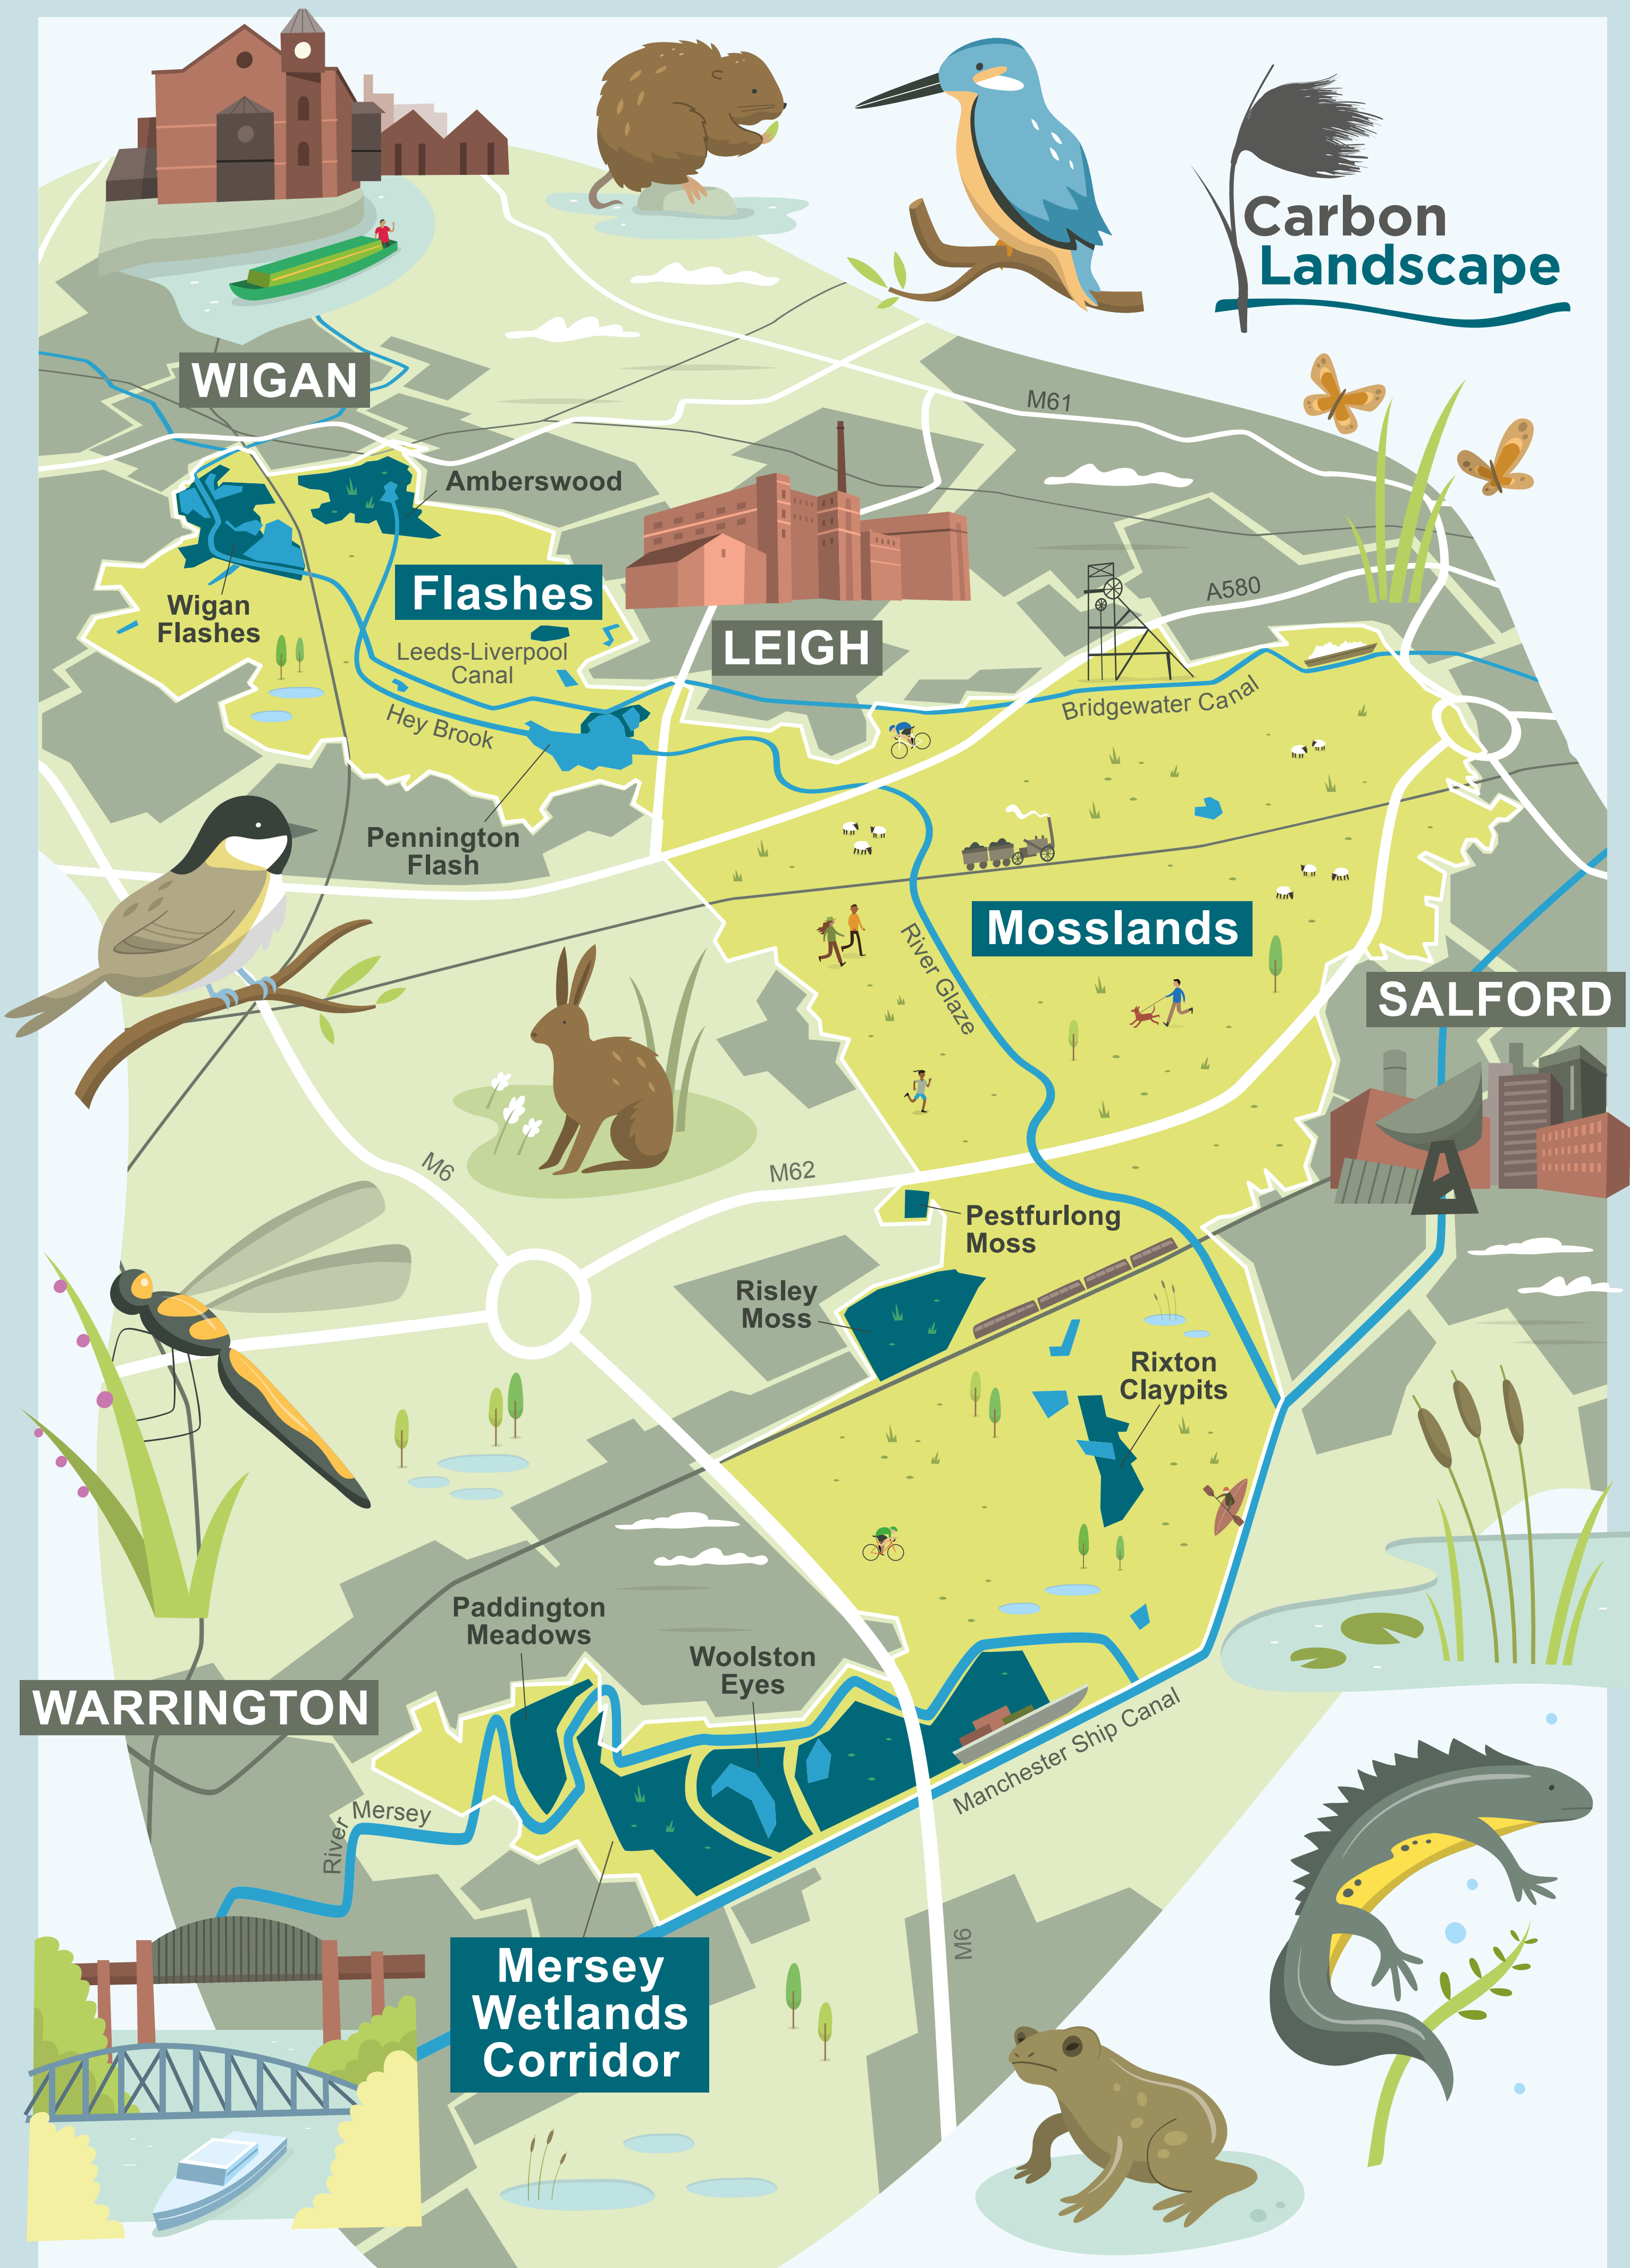 Carbon
Landscape
WIGAN
M61
Amberswood
Wigan
Flashes
Flashes
Leeds-Liverpool
Canal
LEIGH
A580
Bridgewater Canal
Hey Brook
Pennington
Flash
Mosslands
River Glaze
SALFORD
M6
M62
Pestfurlong
Moss
Risley
Moss
Rixton
Claypits
Paddington
Meadows
Woolston
Eyes
WARRINGTON
Manchester Ship Canal
River Mersey
M6
Mersey
Wetlands
Corridor